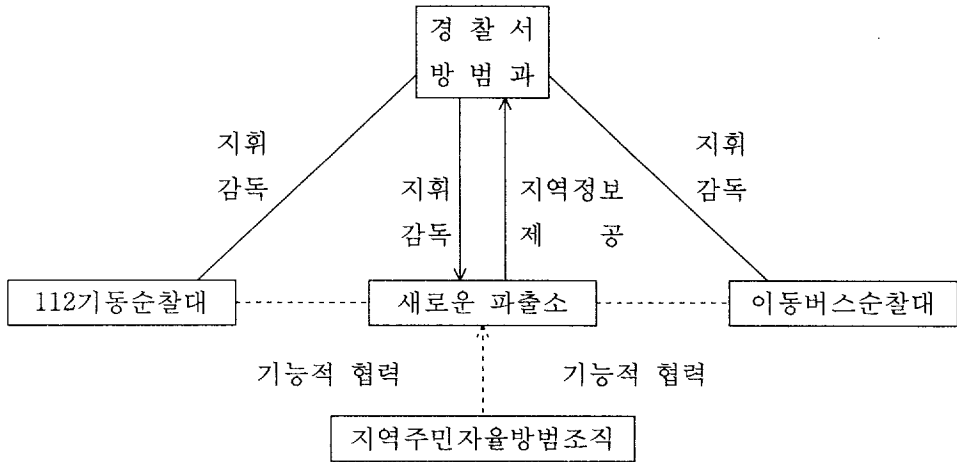 경 찰 서
방 범 과
지휘
감독
지휘
감독
지역정보
제 공
지휘
감독
112기동순찰대
새로운 파출소
이동버스순찰대
기능적 협력
기능적 협력
지역주민자율방범조직